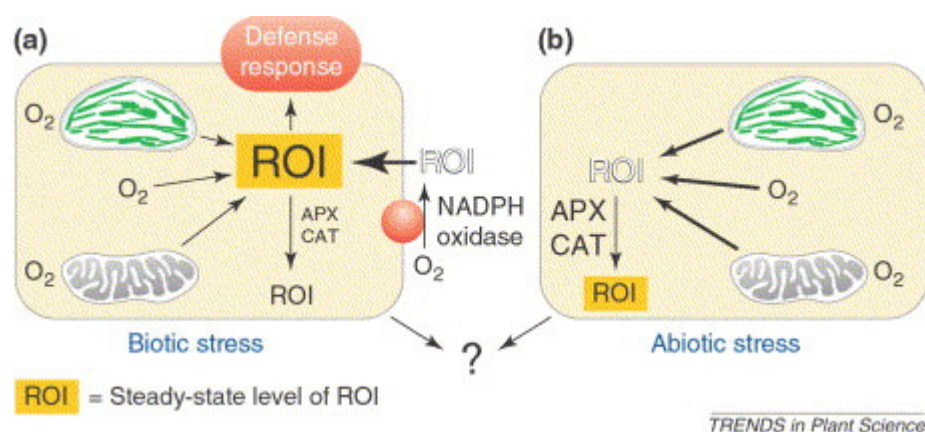 (a)
Defense
response
O2
ROI
ROI
O2
APX
CAT
NADPH
oxidase
O2
O2
ROI
Biotic stress
(b)
O2
ROI
O2
APX
CAT
O2
ROI
Abiotic stress
?
ROI = Steady-state level of ROI
TRENDS in Plant Science